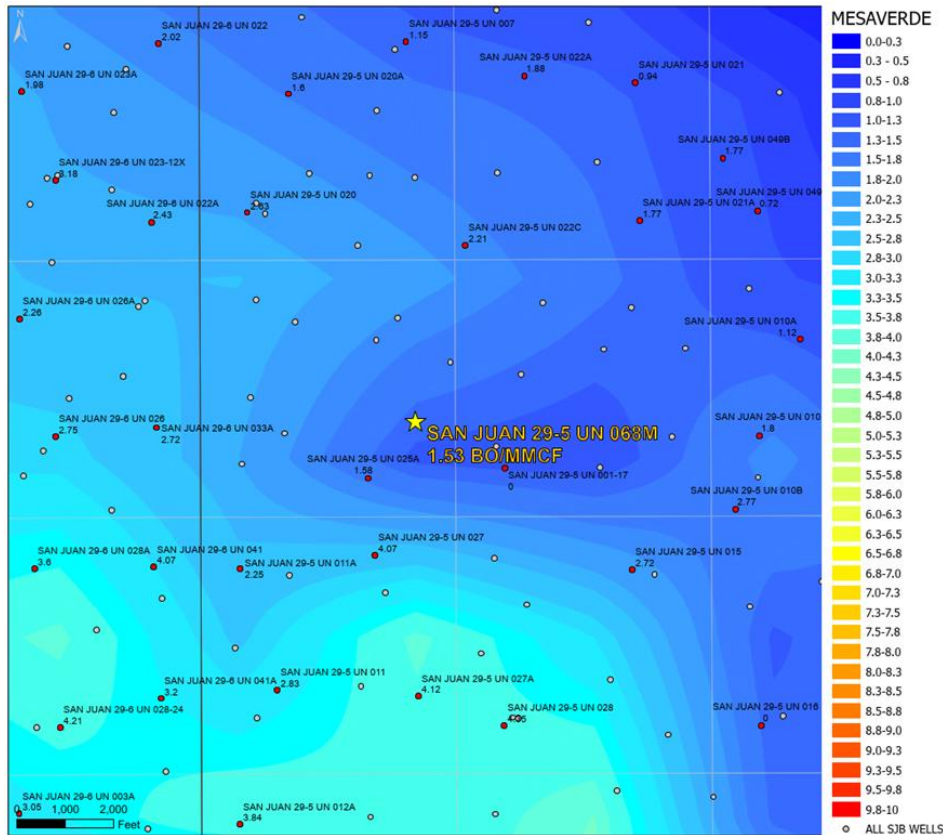 N
SAN JUAN 29-6 UN 022
2.02
SAN JUAN 29-5 UN 007
1.15
SAN JUAN 29-5 UN 022A
1.88
SAN JUAN 29-5 UN 021
0.94
SAN JUAN 29-6 UN 023A
1.98
SAN JUAN 29-5 UN 020A
1.6
SAN JUAN 29-5 UN 049B
1.77
SAN JUAN 29-6 UN 023-12X
3.18
SAN JUAN 29-6 UN 022A
2.43
SAN JUAN 29-5 UN 020
SAN JUAN 29-5 UN 049
0.72
SAN JUAN 29-5 UN 021A
1.77
SAN JUAN 29-5 UN 022C
2.21
SAN JUAN 29-6 UN 026A
2.26
SAN JUAN 29-5 UN 010A
1.12
SAN JUAN 29-6 UN 026
2.75
SAN JUAN 29-6 UN 033A
2.72
SAN JUAN 29-5 UN 010
1.8
SAN JUAN 29-5 UN 068M
1.53 BO/MMCF
SAN JUAN 29-5 UN 025A
1.58
SAN JUAN 29-5 UN 001-17
0
SAN JUAN 29-5 UN 010B
2.77
SAN JUAN 29-6 UN 028A
3.6
SAN JUAN 29-6 UN 041
4.07
SAN JUAN 29-5 UN 011A
2.25
SAN JUAN 29-5 UN 027
4.07
SAN JUAN 29-5 UN 015
2.72
SAN JUAN 29-6 UN 041A
3.2
SAN JUAN 29-5 UN 011
2.83
SAN JUAN 29-5 UN 027A
4.12
SAN JUAN 29-6 UN 028-24
4.21
SAN JUAN 29-5 UN 028
SAN JUAN 29-5 UN 016
0
SAN JUAN 29-6 UN 003A
3.05
SAN JUAN 29-5 UN 012A
3.84
0 1,000 2,000
Feet
MESAVERDE
0.0-0.3
0.3 - 0.5
0.5 - 0.8
0.8-1.0
1.0-1.3
1.3-1.5
1.5-1.8
1.8-2.0
2.0-2.3
2.3-2.5
2.5-2.8
2.8-3.0
3.0-3.3
3.3-3.5
3.5-3.8
3.8-4.0
4.0-4.3
4.3-4.5
4.5-4.8
4.8-5.0
5.0-5.3
5.3-5.5
5.5-5.8
5.8-6.0
6.0-6.3
6.3-6.5
6.5-6.8
6.8-7.0
7.0-7.3
7.3-7.5
7.5-7.8
7.8-8.0
8.0-8.3
8.3-8.5
8.5-8.8
8.8-9.0
9.0-9.3
9.3-9.5
9.5-9.8
9.8-10
ALL SJB WELLS